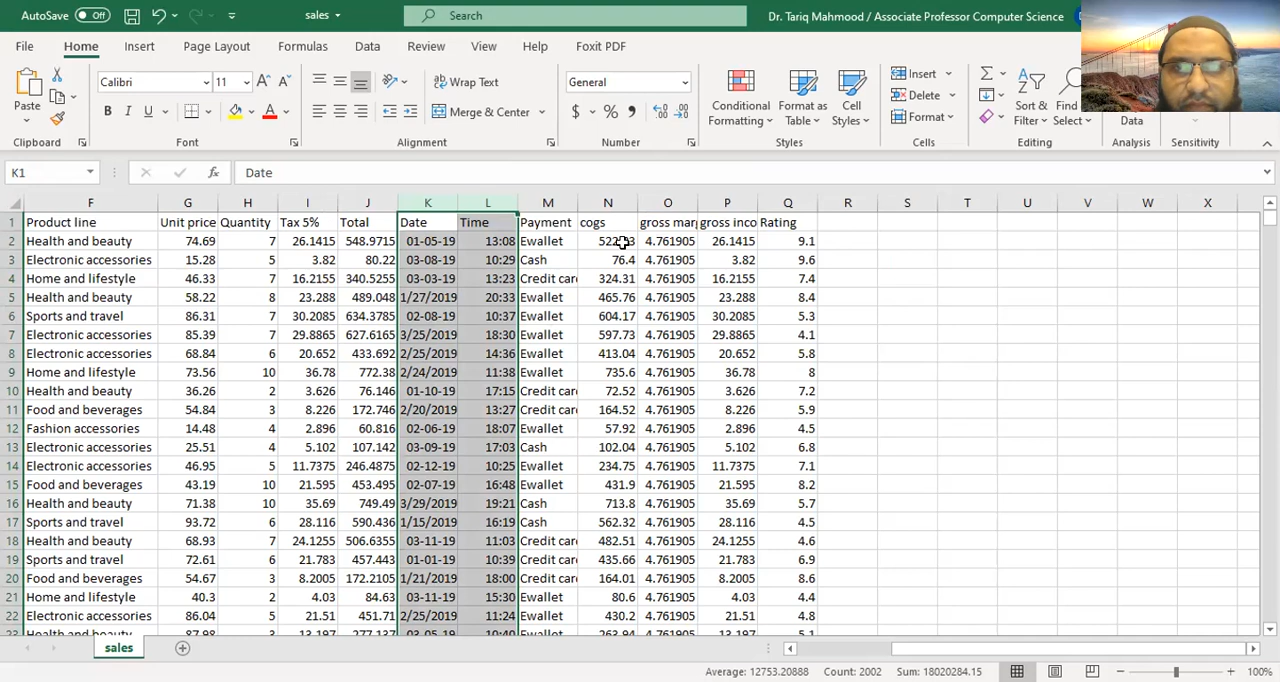 AutoSave Off sales Search Dr. Tariq Mahmood / Associate Professor Computer Science
File Home Insert Page Layout Formulas Data Review View Help Foxit PDF
Paste Calibri 11 Wrap Text General Conditional Formatting Format as Table Cell Styles Insert Sort & Filter Find Select Data
B I U Merge & Center $ % Delete Format
Clipboard Font Alignment Number Styles Cells Editing Analysis Sensitivity
K1 fx Date
F G H I J K L M N O P Q R S T U V W X
1 Product line Unit price Quantity Tax 5% Total Date Time Payment cogs gross mar gross inco Rating
2 Health and beauty 74.69 7 26.1415 548.9715 01-05-19 13:08 Ewallet 4.761905 26.1415 9.1
3 Electronic accessories 15.28 5 3.82 80.22 03-08-19 10:29 Cash 76.4 4.761905 3.82 9.6
4 Home and lifestyle 46.33 7 16.2155 340.5255 03-03-19 13:23 Credit car 324.31 4.761905 16.2155 7.4
5 Health and beauty 58.22 8 23.288 489.048 1/27/2019 20:33 Ewallet 465.76 4.761905 23.288 8.4
6 Sports and travel 86.31 7 30.2085 634.3785 02-08-19 10:37 Ewallet 604.17 4.761905 30.2085 5.3
7 Electronic accessories 85.39 7 29.8865 627.6165 3/25/2019 18:30 Ewallet 597.73 4.761905 29.8865 4.1
8 Electronic accessories 68.84 6 20.652 433.692 2/25/2019 14:36 Ewallet 413.04 4.761905 20.652 5.8
9 Home and lifestyle 73.56 10 36.78 772.38 2/24/2019 11:38 Ewallet 735.6 4.761905 36.78 8
10 Health and beauty 36.26 2 3.626 76.146 01-10-19 17:15 Credit car 72.52 4.761905 3.626 7.2
11 Food and beverages 54.84 3 8.226 172.746 2/20/2019 13:27 Credit car 164.52 4.761905 8.226 5.9
12 Fashion accessories 14.48 4 2.896 60.816 02-06-19 18:07 Ewallet 57.92 4.761905 2.896 4.5
13 Electronic accessories 25.51 4 5.102 107.142 03-09-19 17:03 Cash 102.04 4.761905 5.102 6.8
14 Electronic accessories 46.95 5 11.7375 246.4875 02-12-19 10:25 Ewallet 234.75 4.761905 11.7375 7.1
15 Food and beverages 43.19 10 21.595 453.495 02-07-19 16:48 Ewallet 431.9 4.761905 21.595 8.2
16 Health and beauty 71.38 10 35.69 749.49 3/29/2019 19:21 Cash 713.8 4.761905 35.69 5.7
17 Sports and travel 93.72 6 28.116 590.436 1/15/2019 16:19 Cash 562.32 4.761905 28.116 4.5
18 Health and beauty 68.93 7 24.1255 506.6355 03-11-19 11:03 Credit car 482.51 4.761905 24.1255 4.6
19 Sports and travel 72.61 6 21.783 457.443 01-01-19 10:39 Credit car 435.66 4.761905 21.783 6.9
20 Food and beverages 54.67 3 8.2005 172.2105 1/21/2019 18:00 Credit car 164.01 4.761905 8.2005 8.6
21 Home and lifestyle 40.3 2 4.03 84.63 03-11-19 15:30 Ewallet 80.6 4.761905 4.03 4.4
22 Electronic accessories 86.04 5 21.51 451.71 2/25/2019 11:24 Ewallet 430.2 4.761905 21.51 4.8
23 Health and beauty 87.98 3 13.197 277.137 03-05-19 10:40 Ewallet 263.94 4.761905 13.197 5.1
sales
Average: 12753.20888 Count: 2002 Sum: 18020284.15 100%